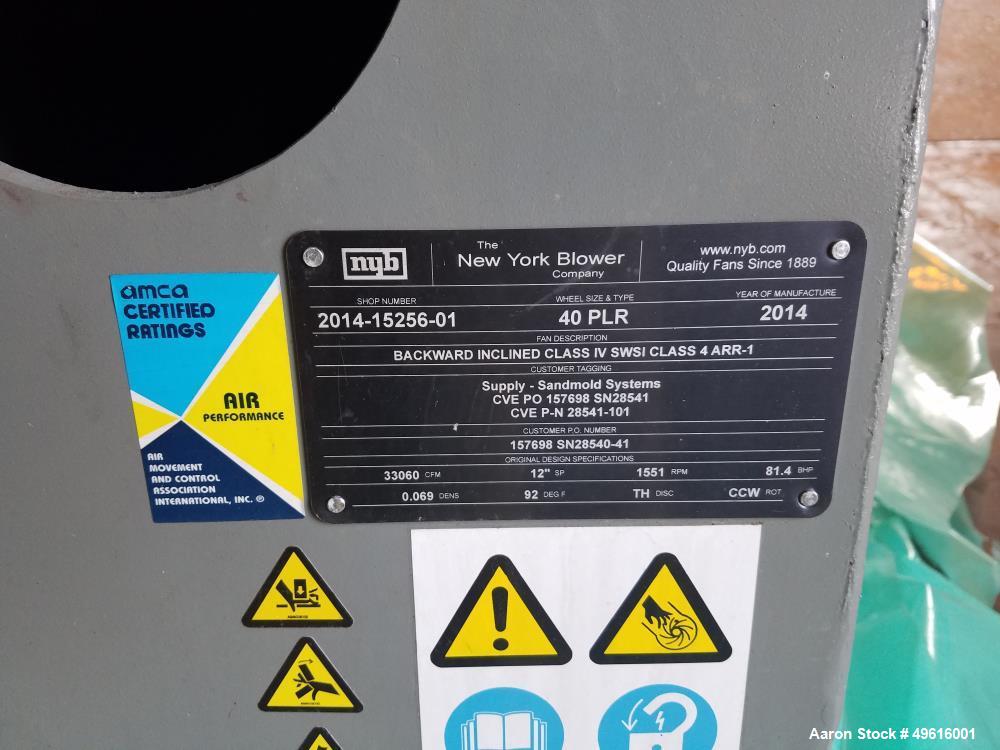 nyb
The
New York Blower
Company
www.nyb.com
Quality Fans Since 1889
SHOP NUMBER
WHEEL SIZE & TYPE
YEAR OF MANUFACTURE
2014-15256-01
40 PLR
2014
FAN DESCRIPTION
BACKWARD INCLINED CLASS IV SWSI CLASS 4 ARR-1
CUSTOMER TAGGING
Supply - Sandmold Systems
CVE PO 157698 SN28541
CVE P-N 28541-101
CUSTOMER P.O. NUMBER
157698 SN28540-41
ORIGINAL DESIGN SPECIFICATIONS
33060 CFM 12" SP 1551 RPM 81.4 BHP
0.069 DENS 92 DEG F TH DISC CCW ROT
amca
CERTIFIED
RATINGS
AIR
PERFORMANCE
AIR
MOVEMENT
AND CONTROL
ASSOCIATION
INTERNATIONAL, INC. ®
Aaron Stock # 49616001